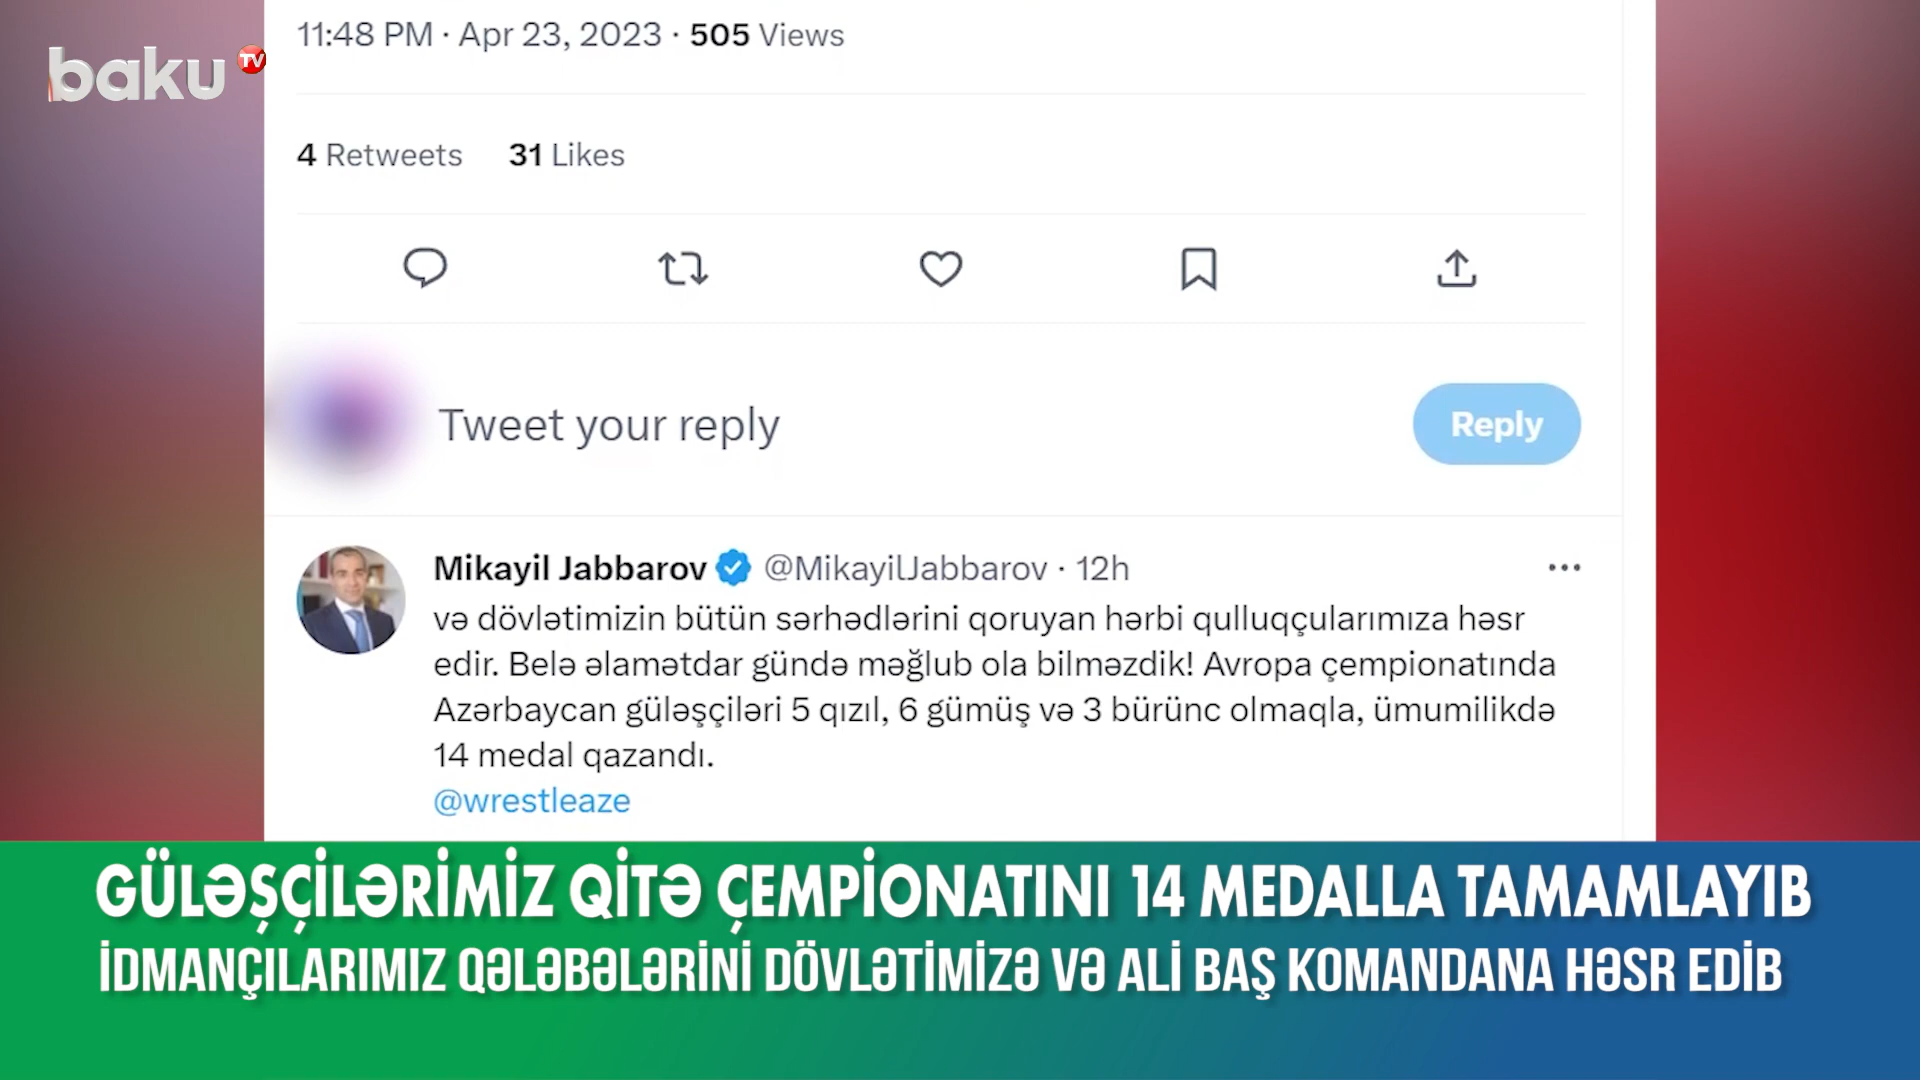 11:48 PM · Apr 23, 2023 · 505 Views
baku TV
4 Retweets 31 Likes
Tweet your reply
Reply
Mikayil Jabbarov @MikayilJabbarov · 12h
və dövlətimizin bütün sərhədlərini qoruyan hərbi qulluqçularımıza həsr
edir. Belə əlamətdar gündə məğlub ola bilməzdik! Avropa çempionatında
Azərbaycan güləşçiləri 5 qızıl, 6 gümüş və 3 bürünc olmaqla, ümumilikdə
14 medal qazandı.
@wrestleaze
GÜLƏŞÇİLƏRİMİZ QİTƏ ÇEMPİONATINI 14 MEDALLA TAMAMLAYIB
İDMANÇILARIMIZ QƏLƏBƏLƏRİNİ DÖVLƏTİMİZƏ VƏ ALİ BAŞ KOMANDANA HƏSR EDİB